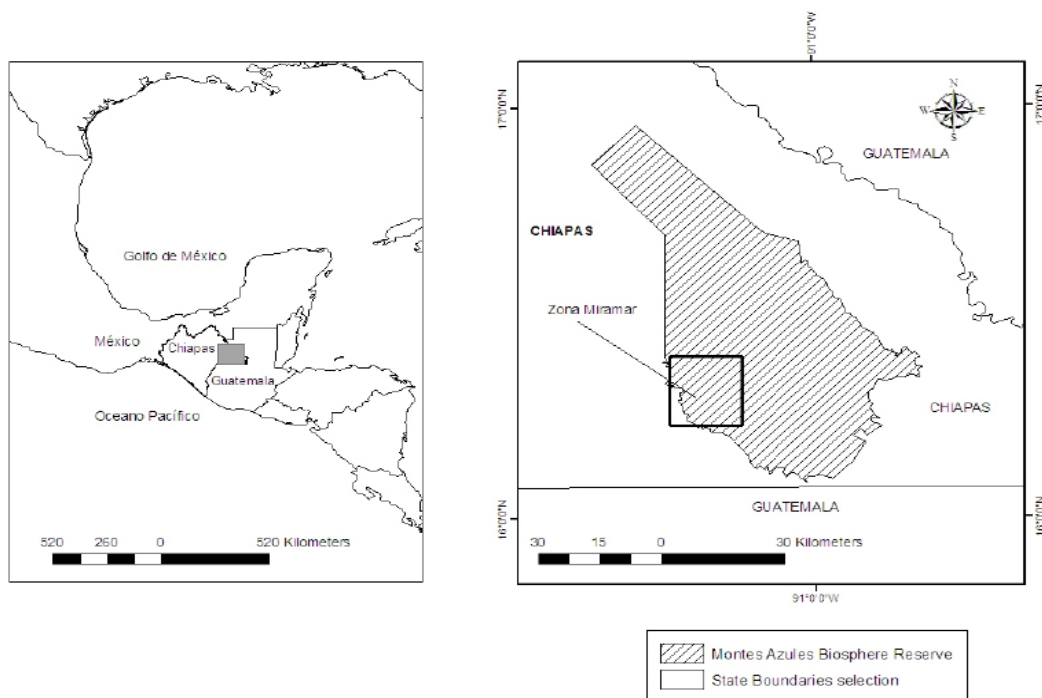 Golfo de México
México
Chiapas
Guatemala
Oceano Pacífico
520 260 0 520 Kilometers
91°0'0"W
17°0'0"N
17°0'0"N
N
W E
S
GUATEMALA
CHIAPAS
Zona Miramar
CHIAPAS
GUATEMALA
16°0'0"N
16°0'0"N
30 15 0 30 Kilometers
91°0'0"W
Montes Azules Biosphere Reserve
State Boundaries selection